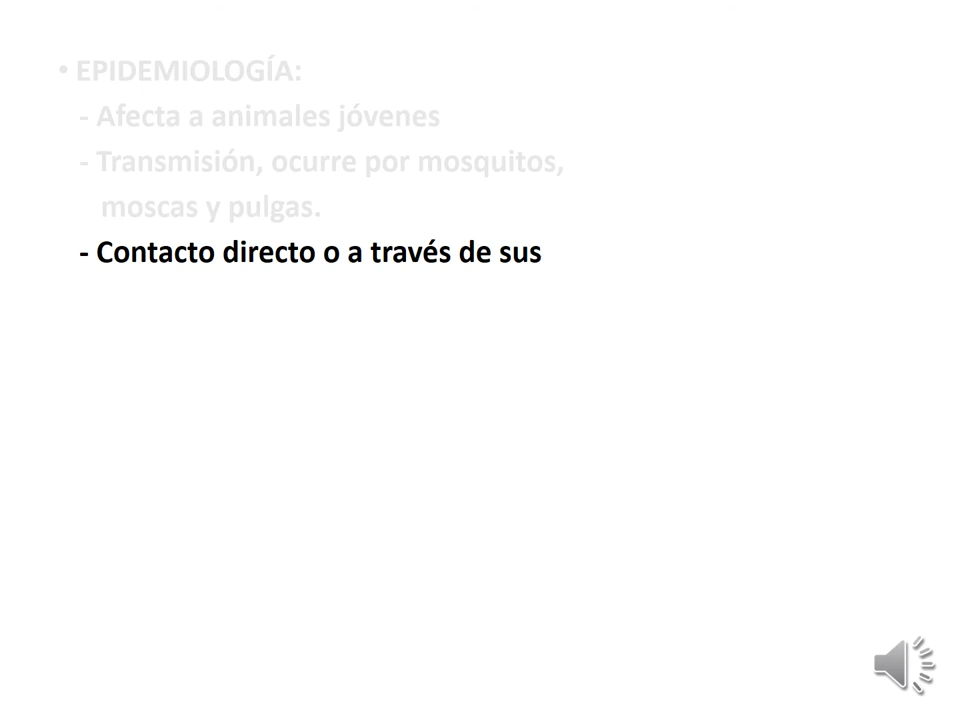 • EPIDEMIOLOGÍA:
- Afecta a animales jóvenes
- Transmisión, ocurre por mosquitos,
moscas y pulgas.
- Contacto directo o a través de sus